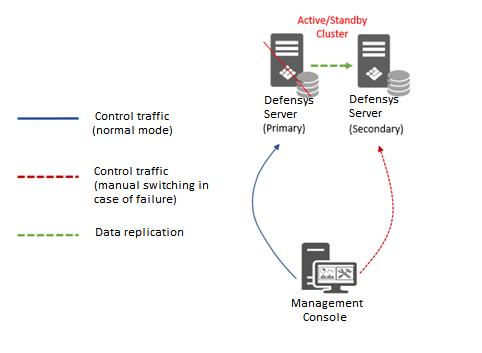 Active/Standby
Cluster
Defensys
Server
(Primary)
Defensys
Server
(Secondary)
Control traffic
(normal mode)
Control traffic
(manual switching in
case of failure)
Data replication
Management
Console